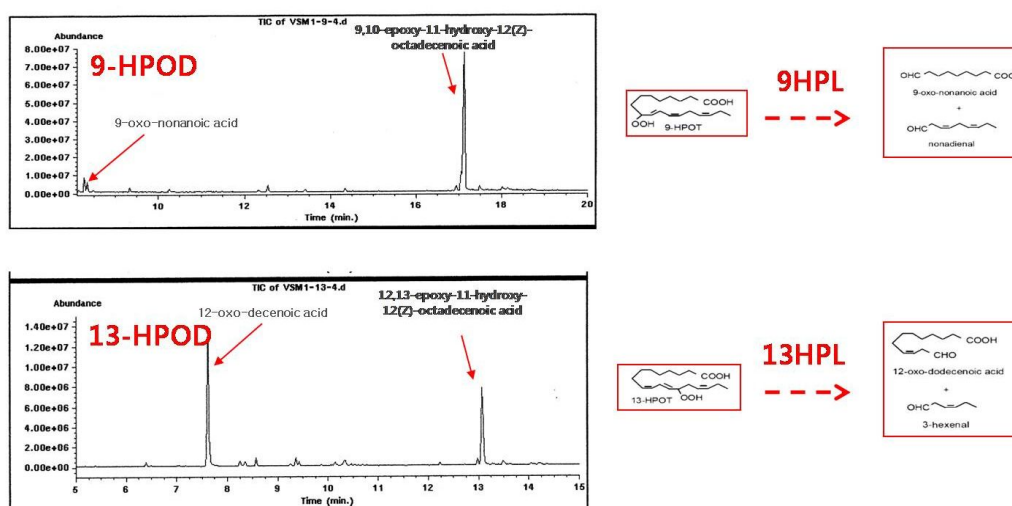 TIC of VSM1-9-4.d
Abundance
9,10-epoxy-11-hydroxy-12(Z)-
octadecenoic acid
9-HPOD
9-oxo-nonanoic acid
8.00e+07
7.00e+07
6.00e+07
5.00e+07
4.00e+07
3.00e+07
2.00e+07
1.00e+07
0.00e+00
10 12 14 16 18 20
Time (min.)
COOH
OOH
9-HPOT
9HPL
OHC COO
9-oxo-nonanoic acid
+
OHC
nonadienal
TIC of VSM1-13-4.d
Abundance
12-oxo-decenoic acid
12,13-epoxy-11-hydroxy-
12(Z)-octadecenoic acid
13-HPOD
1.40e+07
1.20e+07
1.00e+07
8.00e+06
6.00e+06
4.00e+06
2.00e+06
0.00e+00
5 6 7 8 9 10 11 12 13 14 15
Time (min.)
COOH
OOH
13-HPOT
13HPL
COOH
CHO
12-oxo-dodecenoic acid
+
OHC
3-hexenal